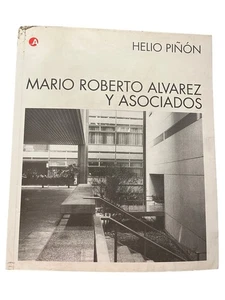 HELIO PIÑÓN
MARIO ROBERTO ALVAREZ
Y ASOCIADOS